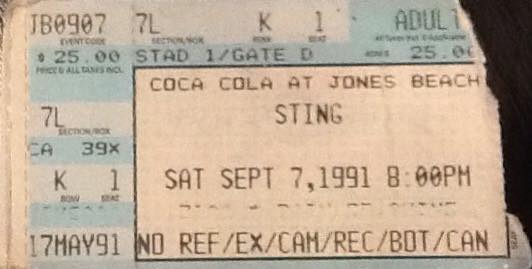 JB0907 7L K 1 ADULT
EVENT CODE SECTION/BOX ROW SEAT
$ 25.00 STAD 1/GATE D 25.00
PRICE & ALL TAXES INCL.
COCA COLA AT JONES BEACH
7L STING
SECTION/BOX
CA 39X
K 1 SAT SEPT 7,1991 8:00PM
ROW SEAT
17MAY91 NO REF/EX/CAM/REC/BOT/CAN